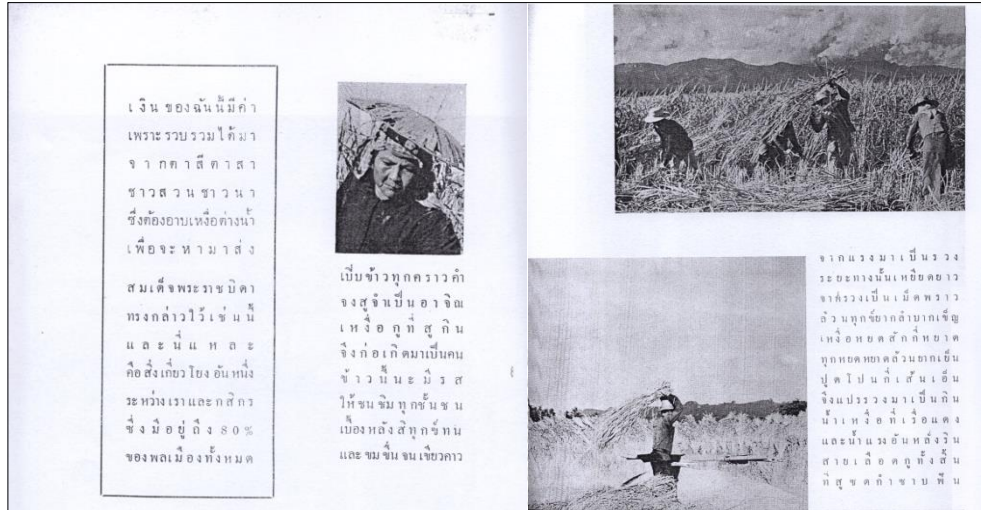 เงินของฉันนี้มีค่า
เพราะรวบรวมได้มา
จากตาสีตาสา
ชาวสวนชาวนา
ซึ่งต้องอาบเหงื่อต่างน้ำ
เพื่อจะหามาส่ง
สมเด็จพระราชบิดา
ทรงกล่าวไว้เช่นนี้
และนี่แหละ
คือสิ่งเกี่ยวโยงอันหนึ่ง
ระหว่างเราและกสิกร
ซึ่งมีอยู่ถึง 80%
ของพลเมืองทั้งหมด
เปิบข้าวทุกคราวคำ
จงสูจำเป็นอาจิณ
เหงื่อกูที่สูกิน
จึงก่อเกิดมาเป็นคน
ข้าวนี้นะมีรส
ให้ชนชิมทุกชั้นชน
เบื้องหลังสิทุกข์ทน
และขมขื่นจนเขียวคาว
จากแรงมาเป็นรวง
ระยะทางนั้นเหยียดยาว
จากรวงเป็นเม็ดพราว
ล้วนทุกข์ยากลำบากเข็ญ
เหงื่อหยดสักกี่หยาด
ทุกหยดหยาดล้วนยากเย็น
ปูดโปนกี่เส้นเอ็น
จึงแปรรวงมาเป็นกิน
น้ำเหงื่อที่เรื่อแดง
และน้ำแรงอันหลั่งริน
สายเลือดกูทั้งสิ้น
ที่สูซดกำซาบฟัน